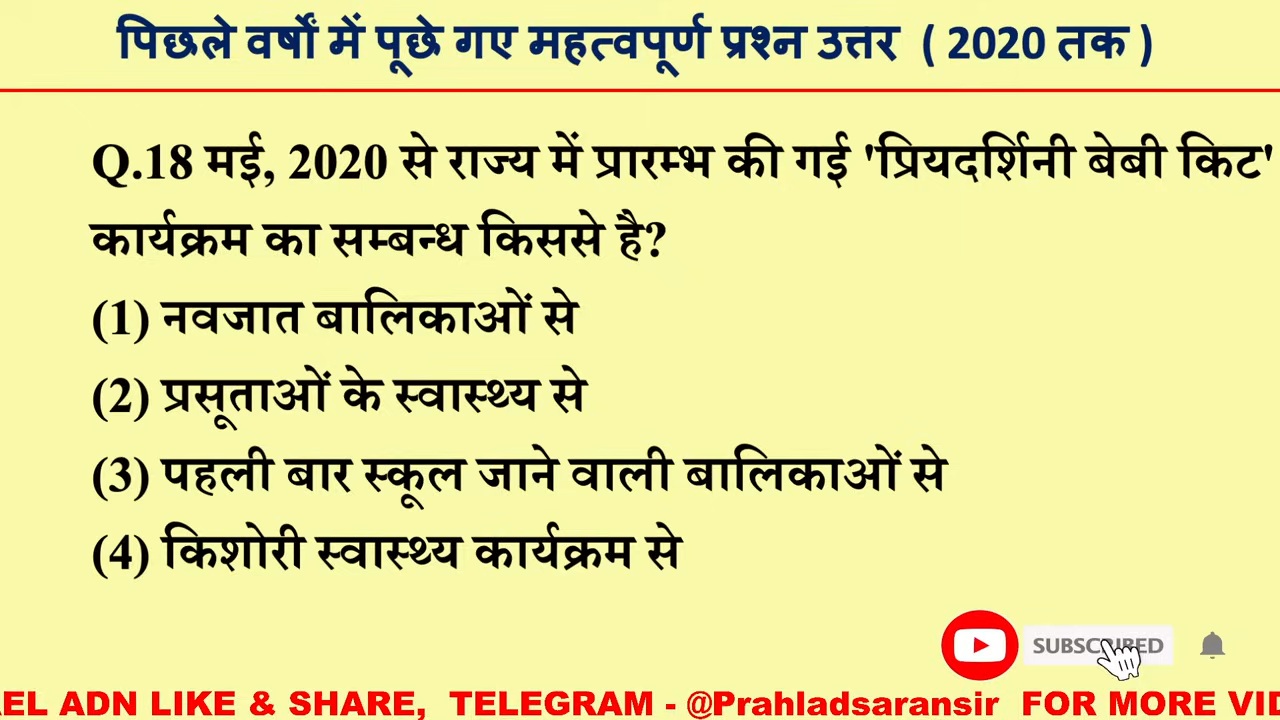 पिछले वर्षों में पूछे गए महत्वपूर्ण प्रश्न उत्तर ( 2020 तक )
Q.18 मई, 2020 से राज्य में प्रारम्भ की गई 'प्रियदर्शिनी बेबी किट'
कार्यक्रम का सम्बन्ध किससे है?
(1) नवजात बालिकाओं से
(2) प्रसूताओं के स्वास्थ्य से
(3) पहली बार स्कूल जाने वाली बालिकाओं से
(4) किशोरी स्वास्थ्य कार्यक्रम से
SUBSCRIBED
ADN LIKE & SHARE, TELEGRAM - @Prahladsaransir FOR MORE